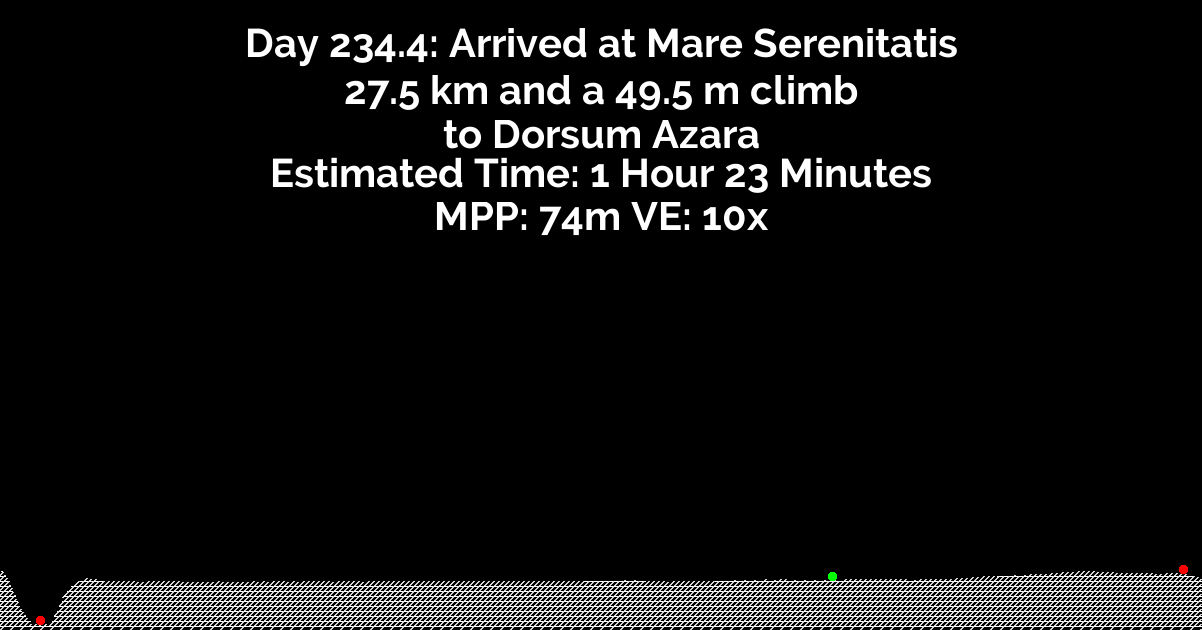 Day 234.4: Arrived at Mare Serenitatis
27.5 km and a 49.5 m climb
to Dorsum Azara
Estimated Time: 1 Hour 23 Minutes
MPP: 74m VE: 10x